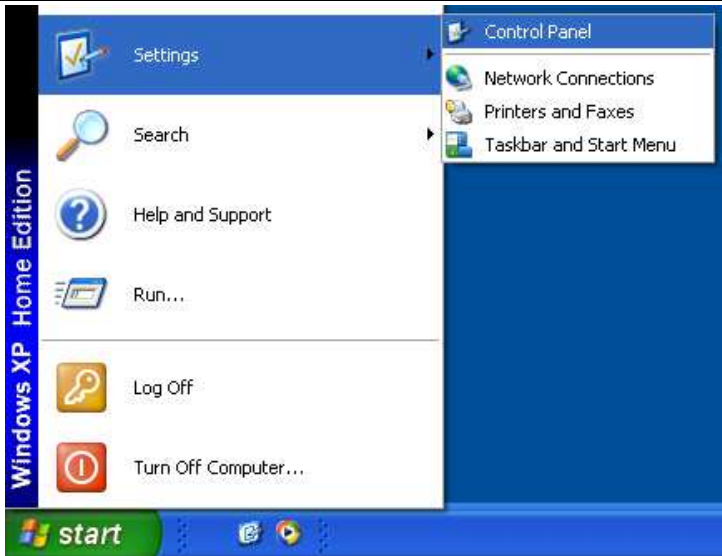 Settings
Control Panel
Network Connections
Printers and Faxes
Taskbar and Start Menu
Search
Help and Support
Run...
Log Off
Turn Off Computer...
Windows XP Home Edition
start